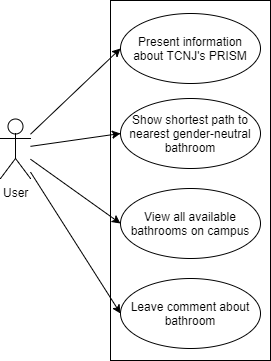 Present information
about TCNJ's PRISM
Show shortest path to
nearest gender-neutral
bathroom
User
View all available
bathrooms on campus
Leave comment about
bathroom